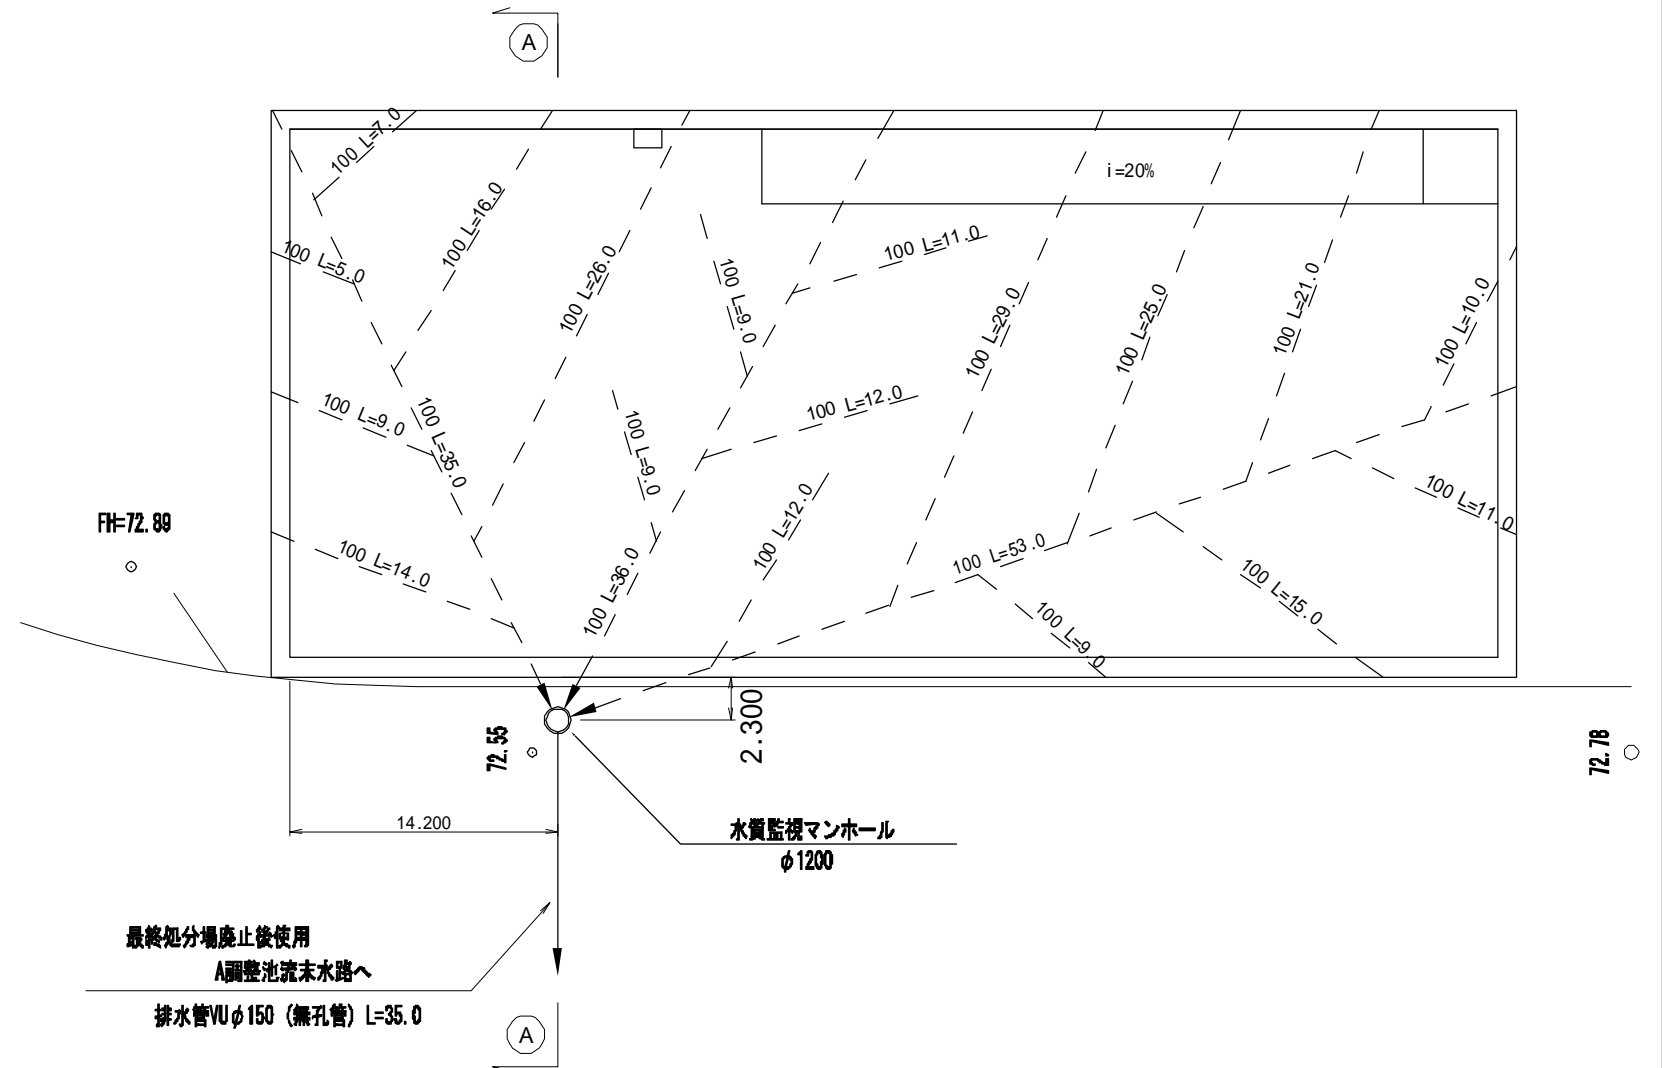 A
100 L=7.0
i=20%
100 L=16.0
100 L=5.0
100 L=26.0
100 L=9.0
100 L=11.0
100 L=29.0
100 L=25.0
100 L=21.0
100 L=10.0
100 L=9.0
100 L=35.0
100 L=9.0
100 L=12.0
100 L=12.0
100 L=11.0
FH=72.89
100 L=14.0
100 L=36.0
100 L=53.0
100 L=15.0
100 L=9.0
72.55
2.300
72.78
14.200
水質監視マンホール
φ1200
最終処分場廃止後使用
A調整池流末水路へ
排水管VUφ150（無孔管）L=35.0
A